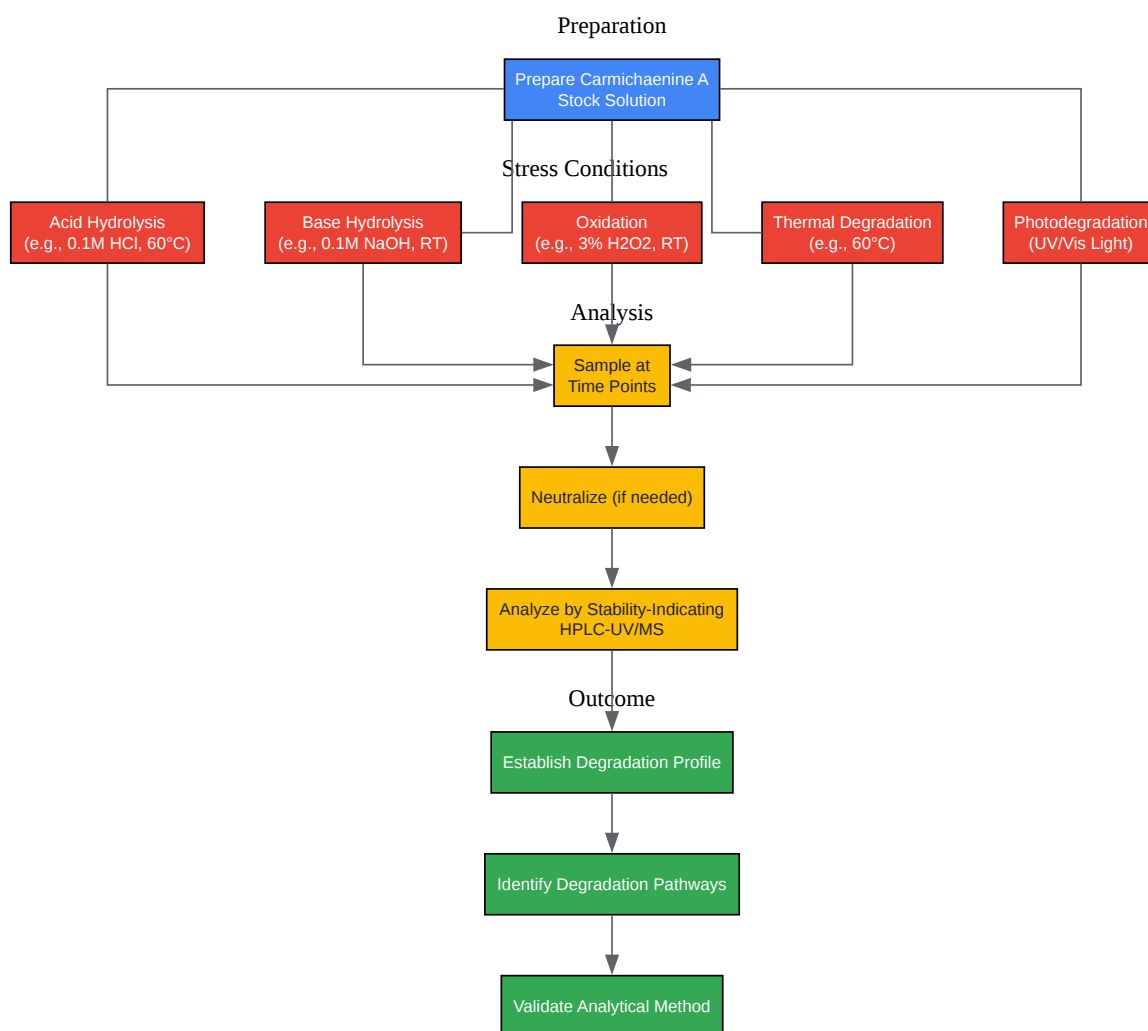 Preparation
Prepare Carmichaenine A
Stock Solution
Stress Conditions
Acid Hydrolysis
(e.g., 0.1M HCl, 60°C)
Base Hydrolysis
(e.g., 0.1M NaOH, RT)
Oxidation
(e.g., 3% H2O2, RT)
Thermal Degradation
(e.g., 60°C)
Photodegradation
(UV/Vis Light)
Analysis
Sample at
Time Points
Neutralize (if needed)
Analyze by Stability-Indicating
HPLC-UV/MS
Outcome
Establish Degradation Profile
Identify Degradation Pathways
Validate Analytical Method